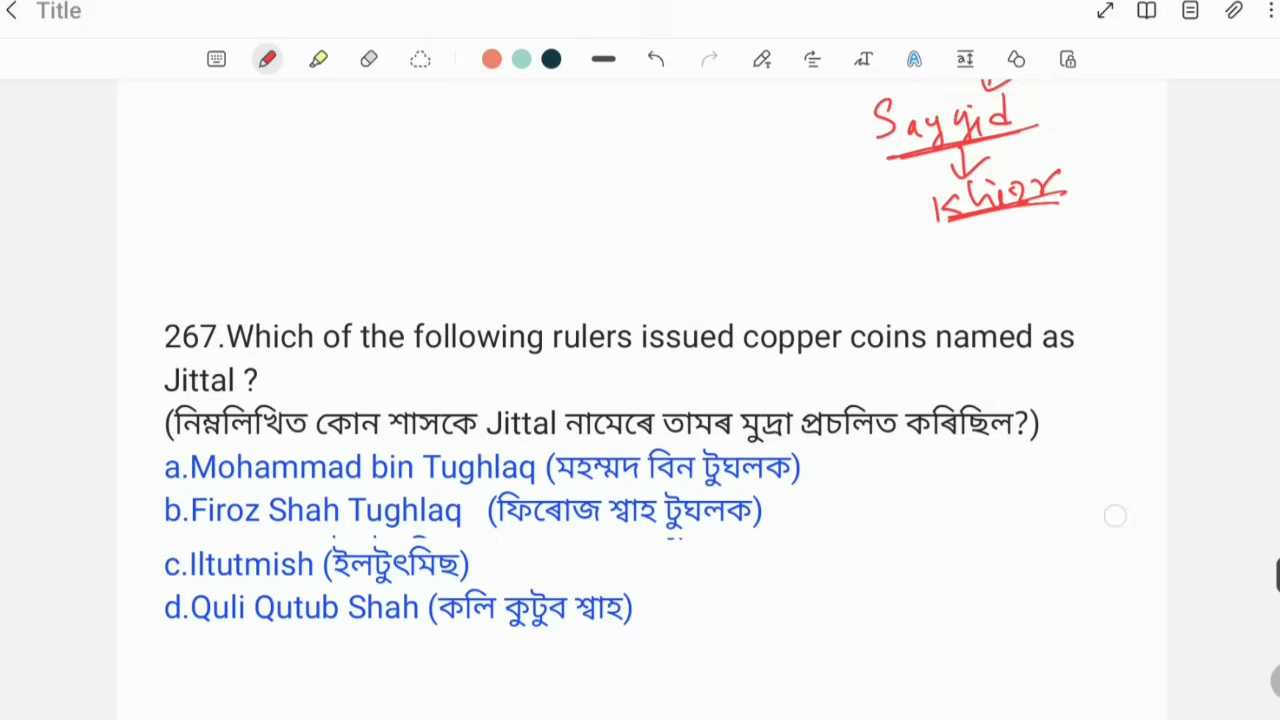 Title
Sayyid
Khizr
267.Which of the following rulers issued copper coins named as
Jittal ?
(নিম্নলিখিত কোন শাসকে Jittal নামেৰে তামৰ মুদ্ৰা প্ৰচলিত কৰিছিল?)
a.Mohammad bin Tughlaq (মহম্মদ বিন টুঘলক)
b.Firoz Shah Tughlaq (ফিৰোজ শ্বাহ টুঘলক)
c.Iltutmish (ইলটুৎমিছ)
d.Quli Qutub Shah (কলি কুটুব শ্বাহ)